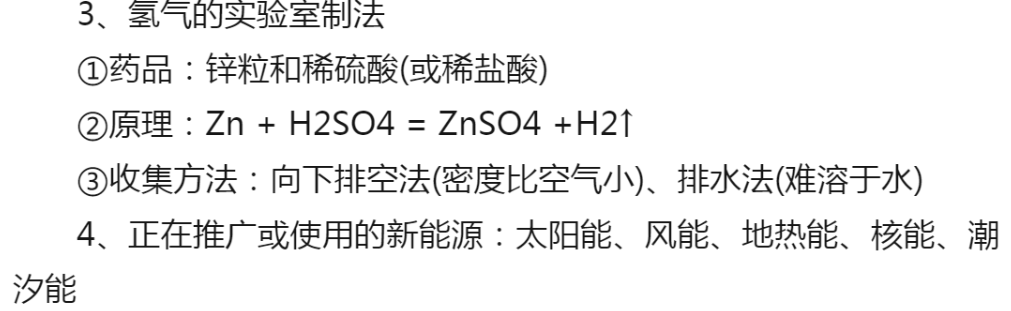 3、氢气的实验室制法
①药品：锌粒和稀硫酸(或稀盐酸)
②原理：Zn + H2SO4 = ZnSO4 +H2↑
③收集方法：向下排空法(密度比空气小)、排水法(难溶于水)
4、正在推广或使用的新能源：太阳能、风能、地热能、核能、潮
汐能